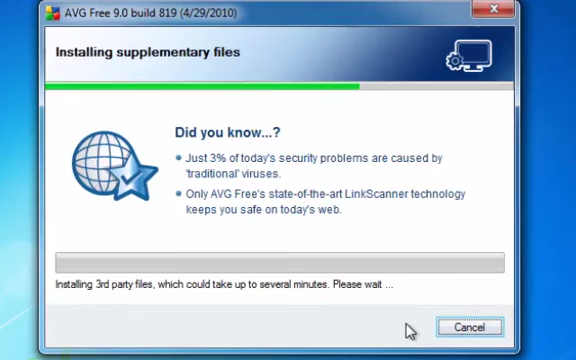 AVG Free 9.0 build 819 (4/29/2010)
Installing supplementary files
Did you know...?
Just 3% of today's security problems are caused by
'traditional' viruses.
Only AVG Free's state-of-the-art LinkScanner technology
keeps you safe on today's web.
Installing 3rd party files, which could take up to several minutes. Please wait ...
Cancel